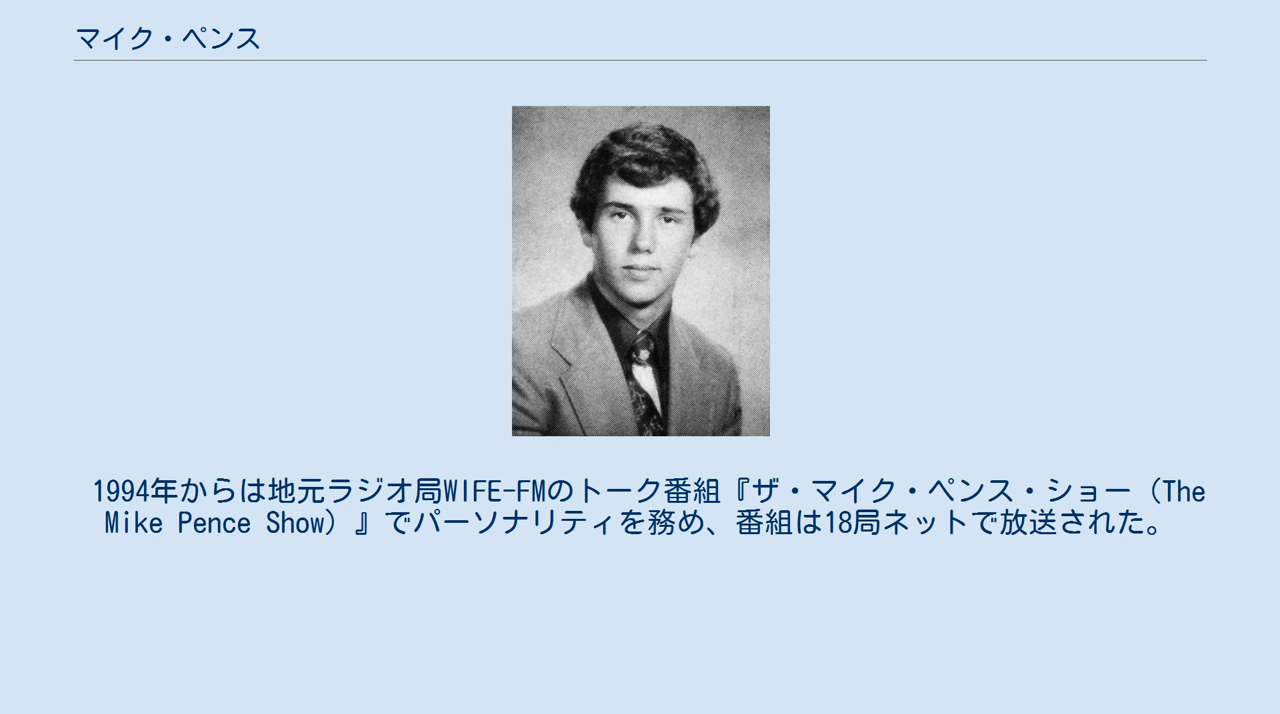 マイク・ペンス
1994年からは地元ラジオ局WIFE-FMのトーク番組『ザ・マイク・ペンス・ショー（The
Mike Pence Show）』でパーソナリティを務め、番組は18局ネットで放送された。